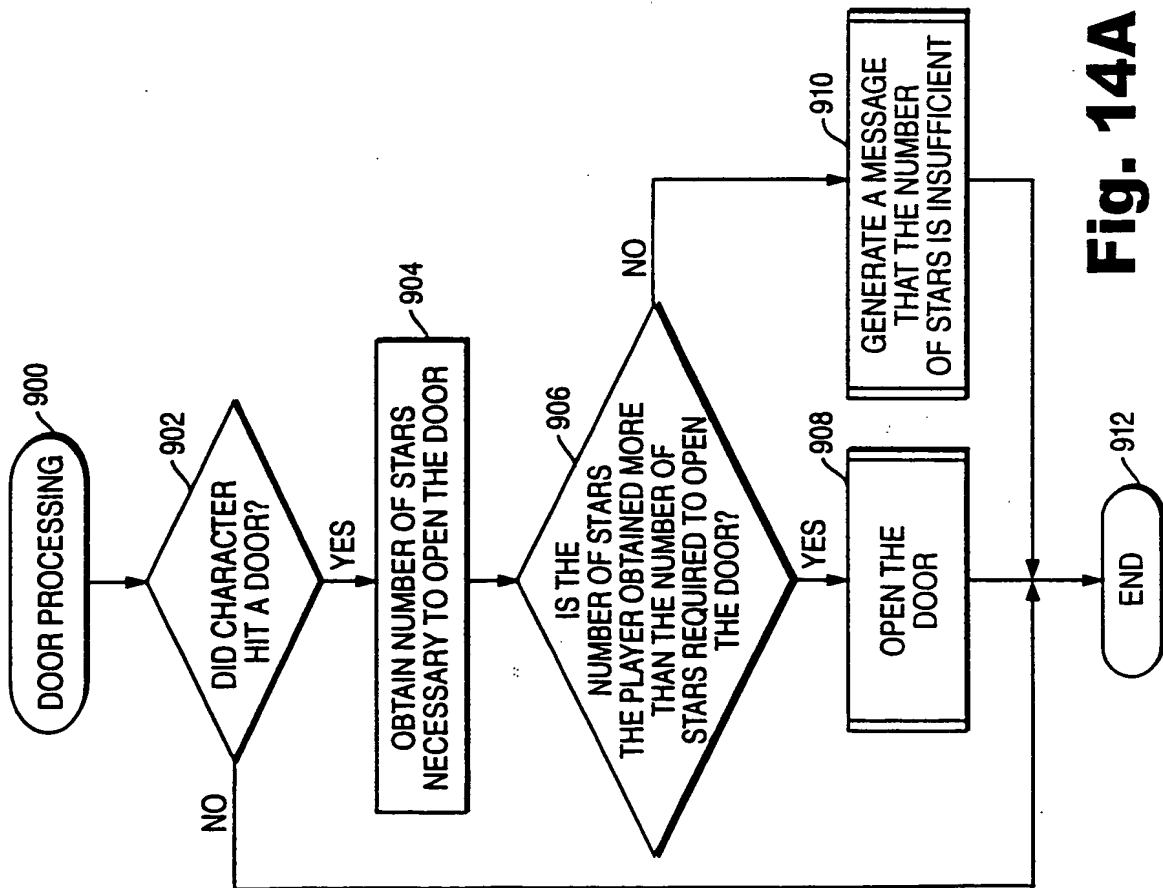 DOOR PROCESSING
900
902
DID CHARACTER
HIT A DOOR?
NO
YES
904
OBTAIN NUMBER OF STARS
NECESSARY TO OPEN THE DOOR
906
IS THE
NUMBER OF STARS
THE PLAYER OBTAINED MORE
THAN THE NUMBER OF
STARS REQUIRED TO OPEN
THE DOOR?
NO
YES
908
OPEN THE
DOOR
910
GENERATE A MESSAGE
THAT THE NUMBER
OF STARS IS INSUFFICIENT
912
END
Fig. 14A